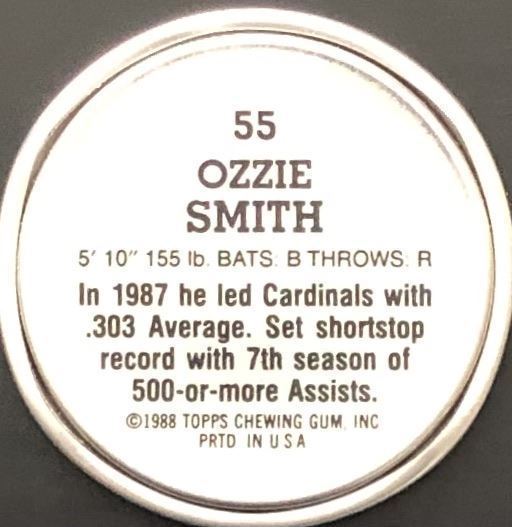 55
OZZIE
SMITH
5' 10" 155 lb. BATS: B THROWS: R
In 1987 he led Cardinals with
.303 Average. Set shortstop
record with 7th season of
500-or-more Assists.
©1988 TOPPS CHEWING GUM, INC
PRTD IN U S A